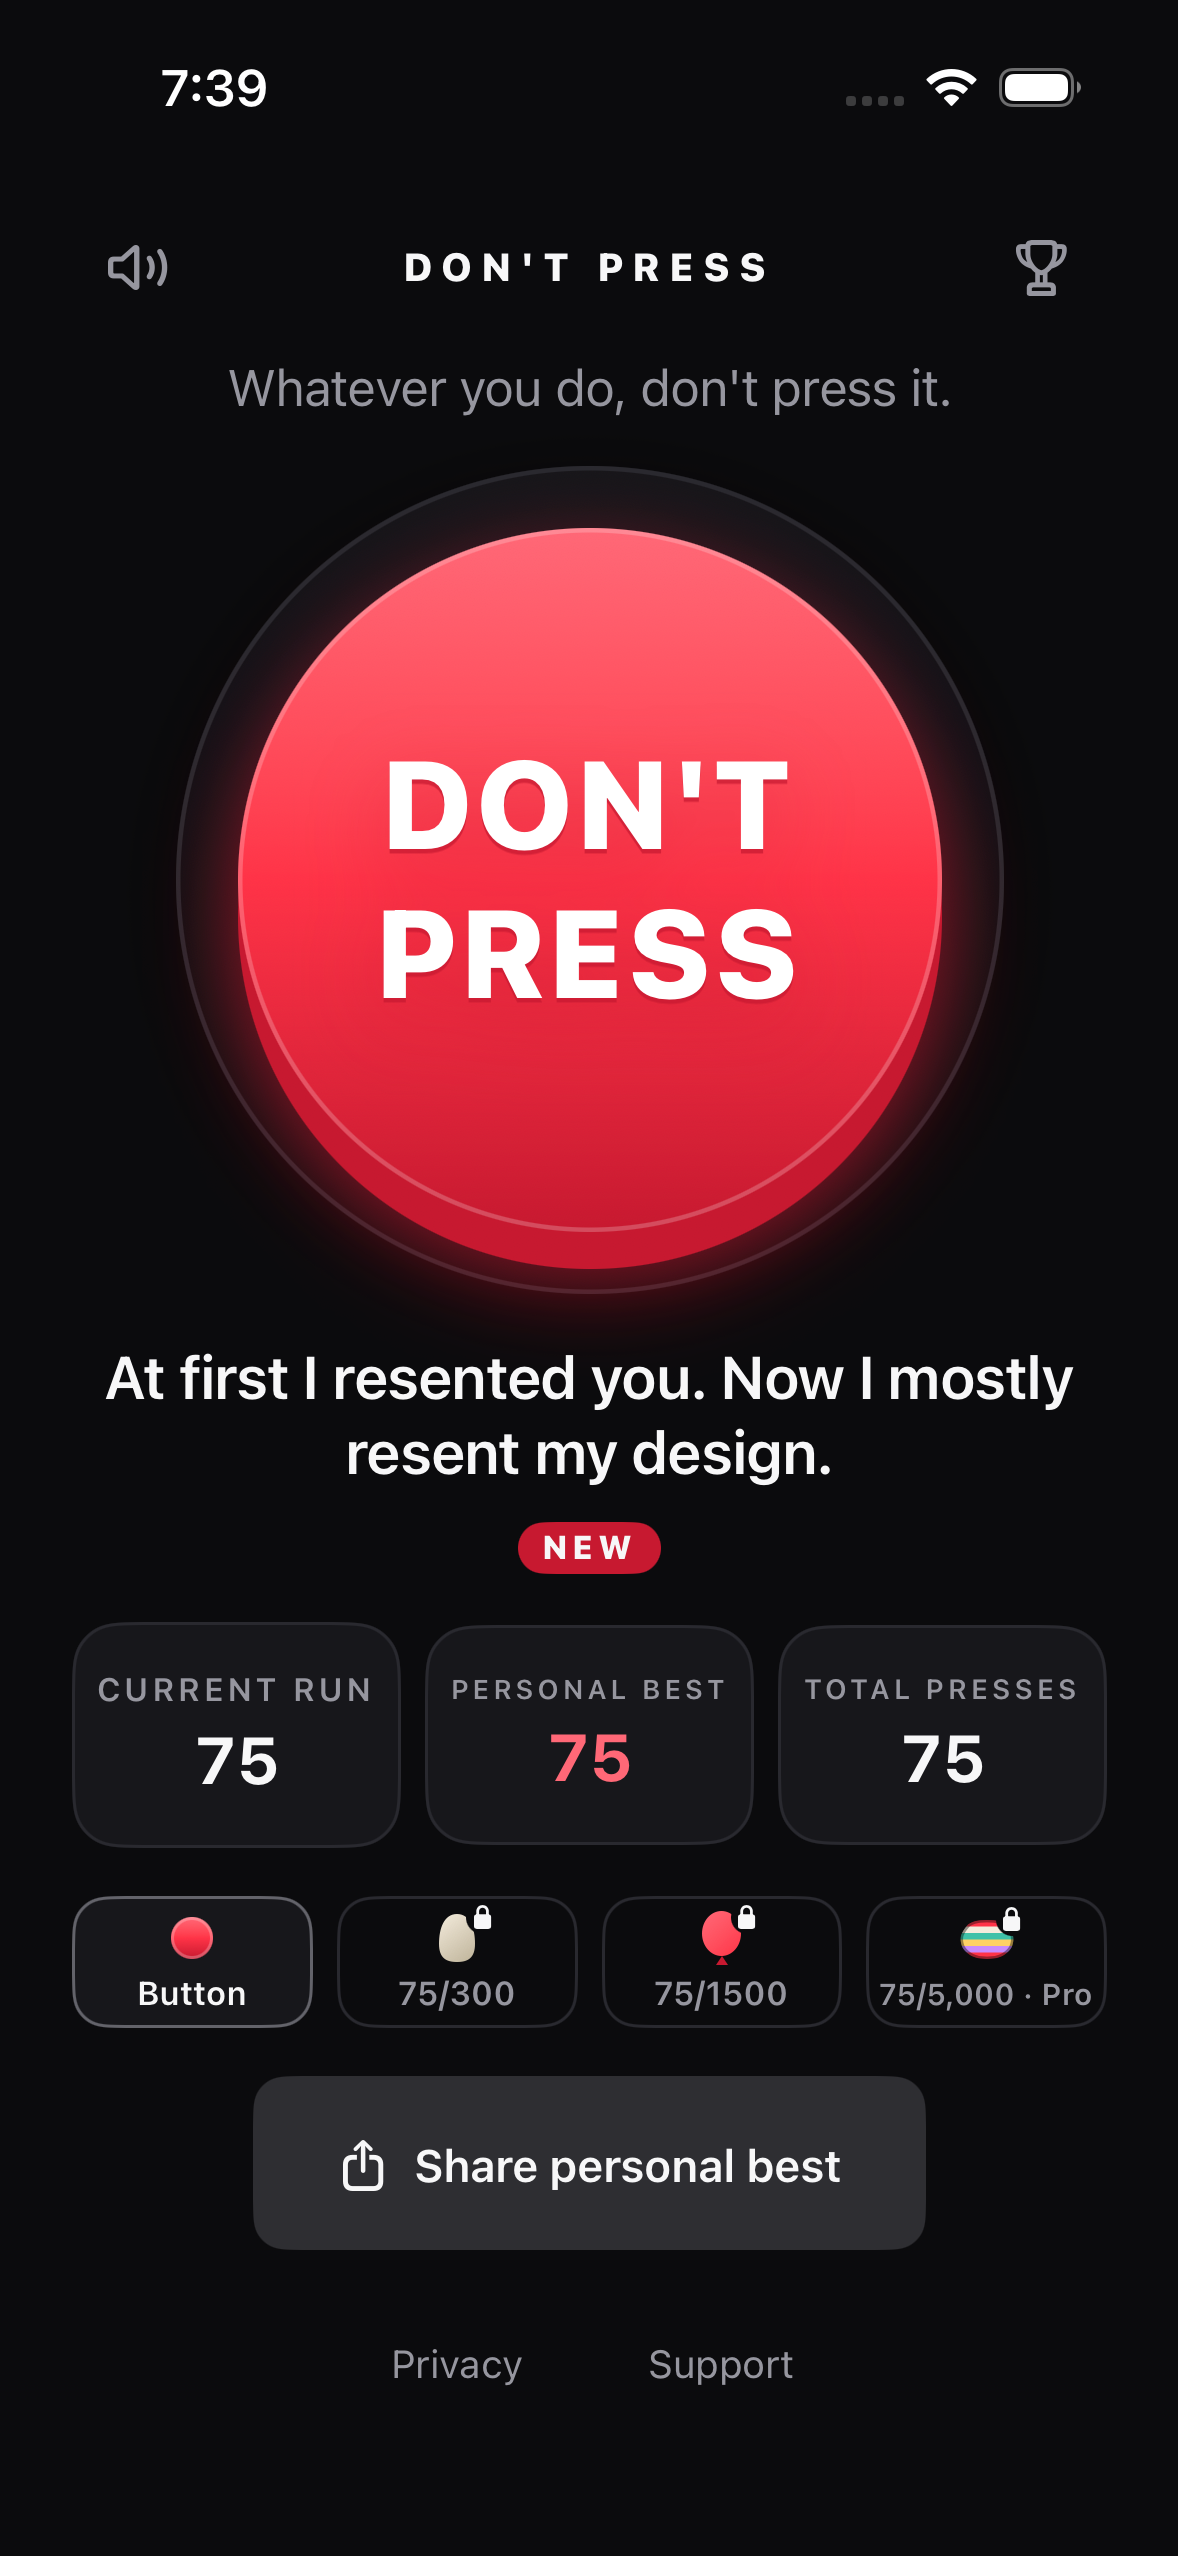 7:39
DON'T PRESS
Whatever you do, don't press it.
DON'T
PRESS
At first I resented you. Now I mostly
resent my design.
NEW
CURRENT RUN
75
PERSONAL BEST
75
TOTAL PRESSES
75
Button
75/300
75/1500
75/5,000 · Pro
Share personal best
Privacy
Support